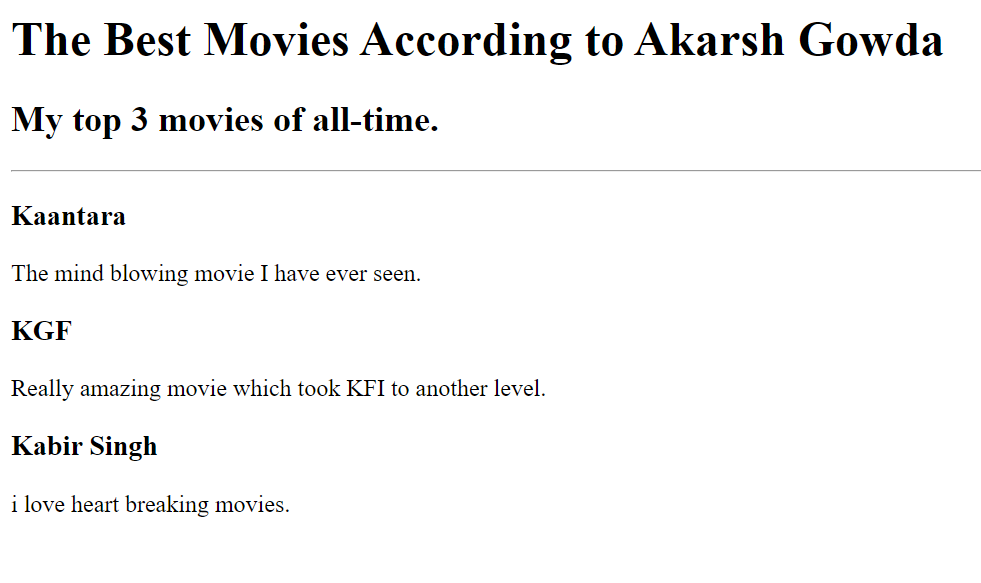 The Best Movies According to Akarsh Gowda
My top 3 movies of all-time.
Kaantara
The mind blowing movie I have ever seen.
KGF
Really amazing movie which took KFI to another level.
Kabir Singh
i love heart breaking movies.